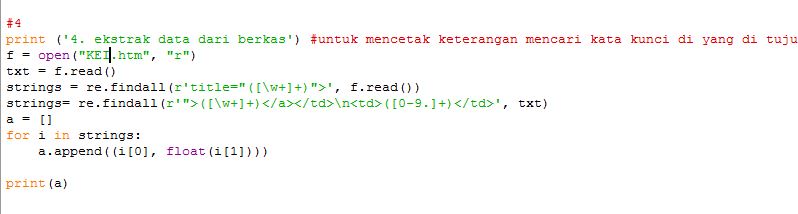 #4
print ('4. ekstrak data dari berkas') #untuk mencetak keterangan mencari kata kunci di yang di tuju
f = open("KEI.htm", "r")
txt = f.read()
strings = re.findall(r'title="([\w+]+)">', f.read())
strings= re.findall(r'">([\w+]+)</a></td>\n<td>([0-9.]+)</td>', txt)
a = []
for i in strings:
    a.append((i[0], float(i[1])))
print(a)